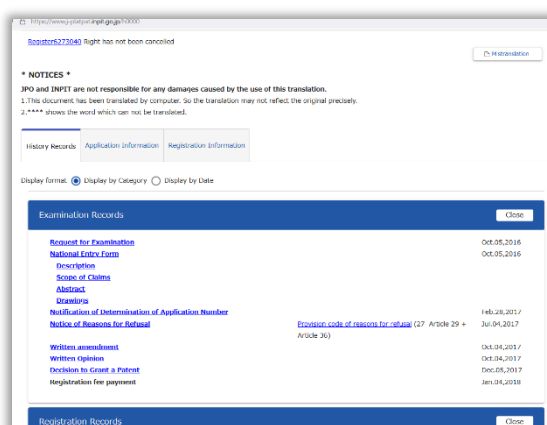 https://www.j-platpat.inpit.go.jp/h0000
Register6273040 Right has not been cancelled
Mistranslation
* NOTICES *
JPO and INPIT are not responsible for any damages caused by the use of this translation.
1.This document has been translated by computer. So the translation may not reflect the original precisely.
2.**** shows the word which can not be translated.
History Records Application Information Registration Information
Display format Display by Category Display by Date
Examination Records Close
Request for Examination Oct.05,2016
National Entry Form Oct.05,2016
Description
Scope of Claims
Abstract
Drawings
Notification of Determination of Application Number Feb.28,2017
Notice of Reasons for Refusal Provision code of reasons for refusal (27 Article 29 + Jul.04,2017
Article 36)
Written amendment Oct.04,2017
Written Opinion Oct.04,2017
Decision to Grant a Patent Dec.05,2017
Registration fee payment Jan.04,2018
Registration Records Close